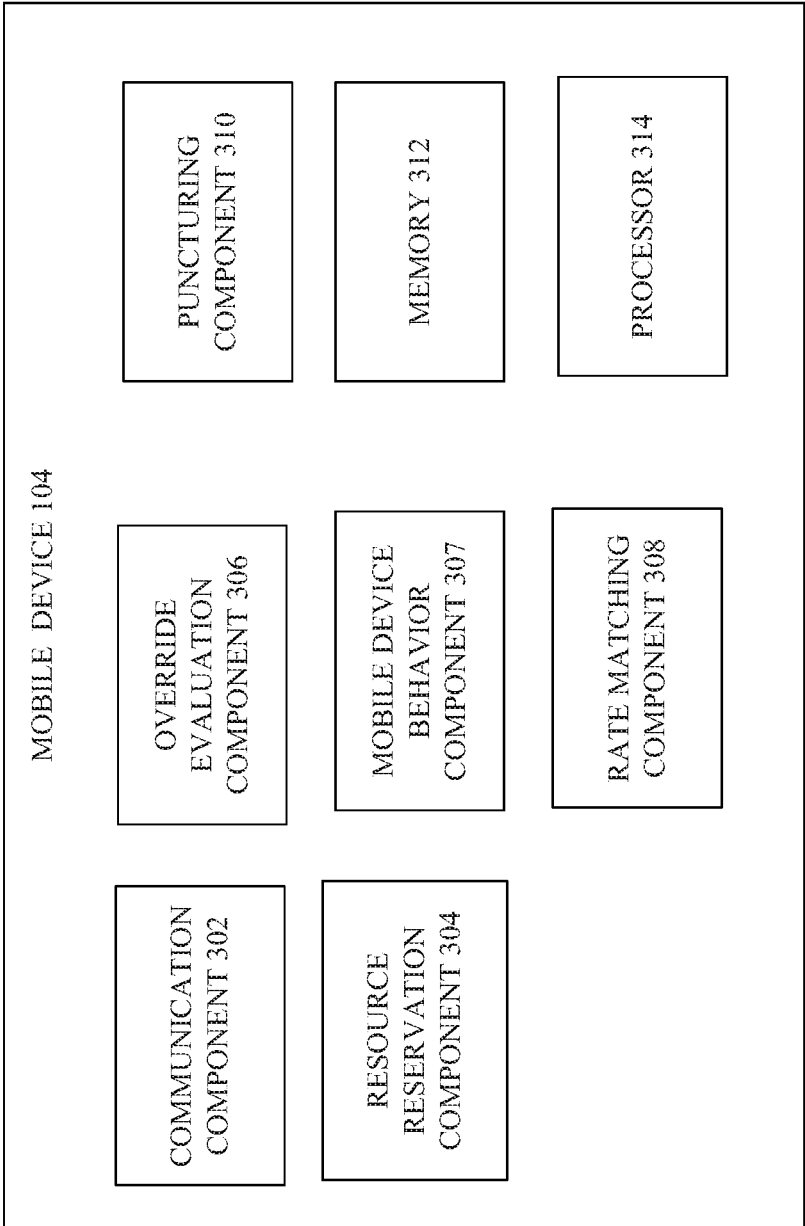 MOBILE DEVICE 104
COMMUNICATION
COMPONENT 302
RESOURCE
RESERVATION
COMPONENT 304
OVERRIDE
EVALUATION
COMPONENT 306
MOBILE DEVICE
BEHAVIOR
COMPONENT 307
RATE MATCHING
COMPONENT 308
PUNCTURING
COMPONENT 310
MEMORY 312
PROCESSOR 314